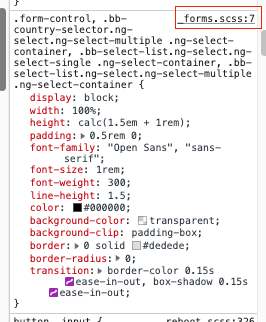 .form-control, .bb-
_forms.scss:7
country-selector.ng-
select.ng-select-multiple .ng-select-
container, .bb-select-list.ng-select.ng-
select-single .ng-select-container, .bb-
select-list.ng-select.ng-select-multiple
.ng-select-container {
display: block;
width: 100%;
height: calc(1.5em + 1rem);
padding: 0.5rem 0;
font-family: "Open Sans", "sans-
serif";
font-size: 1rem;
font-weight: 300;
line-height: 1.5;
color: #000000;
background-color: transparent;
background-clip: padding-box;
border: 0 solid #dedede;
border-radius: 0;
transition: border-color 0.15s
ease-in-out, box-shadow 0.15s
ease-in-out;
}